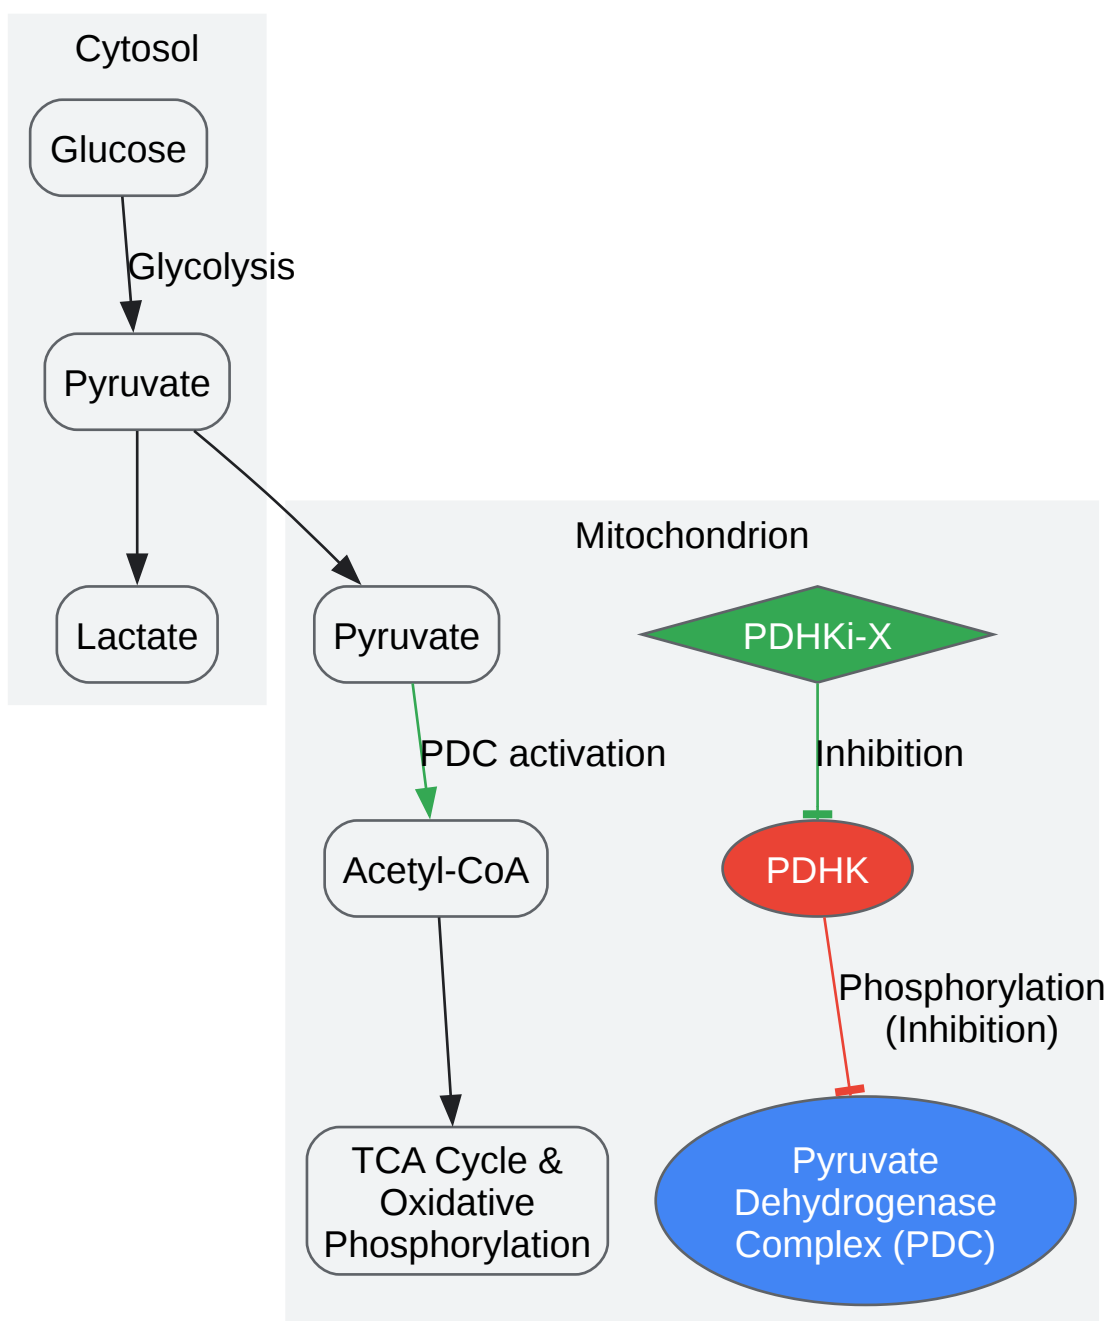 Cytosol
Glucose
Glycolysis
Pyruvate
Mitochondrion
Lactate
Pyruvate
PDHKi-X
PDC activation
Inhibition
Acetyl-CoA
PDHK
Phosphorylation
(Inhibition)
TCA Cycle &
Oxidative
Phosphorylation
Pyruvate
Dehydrogenase
Complex (PDC)